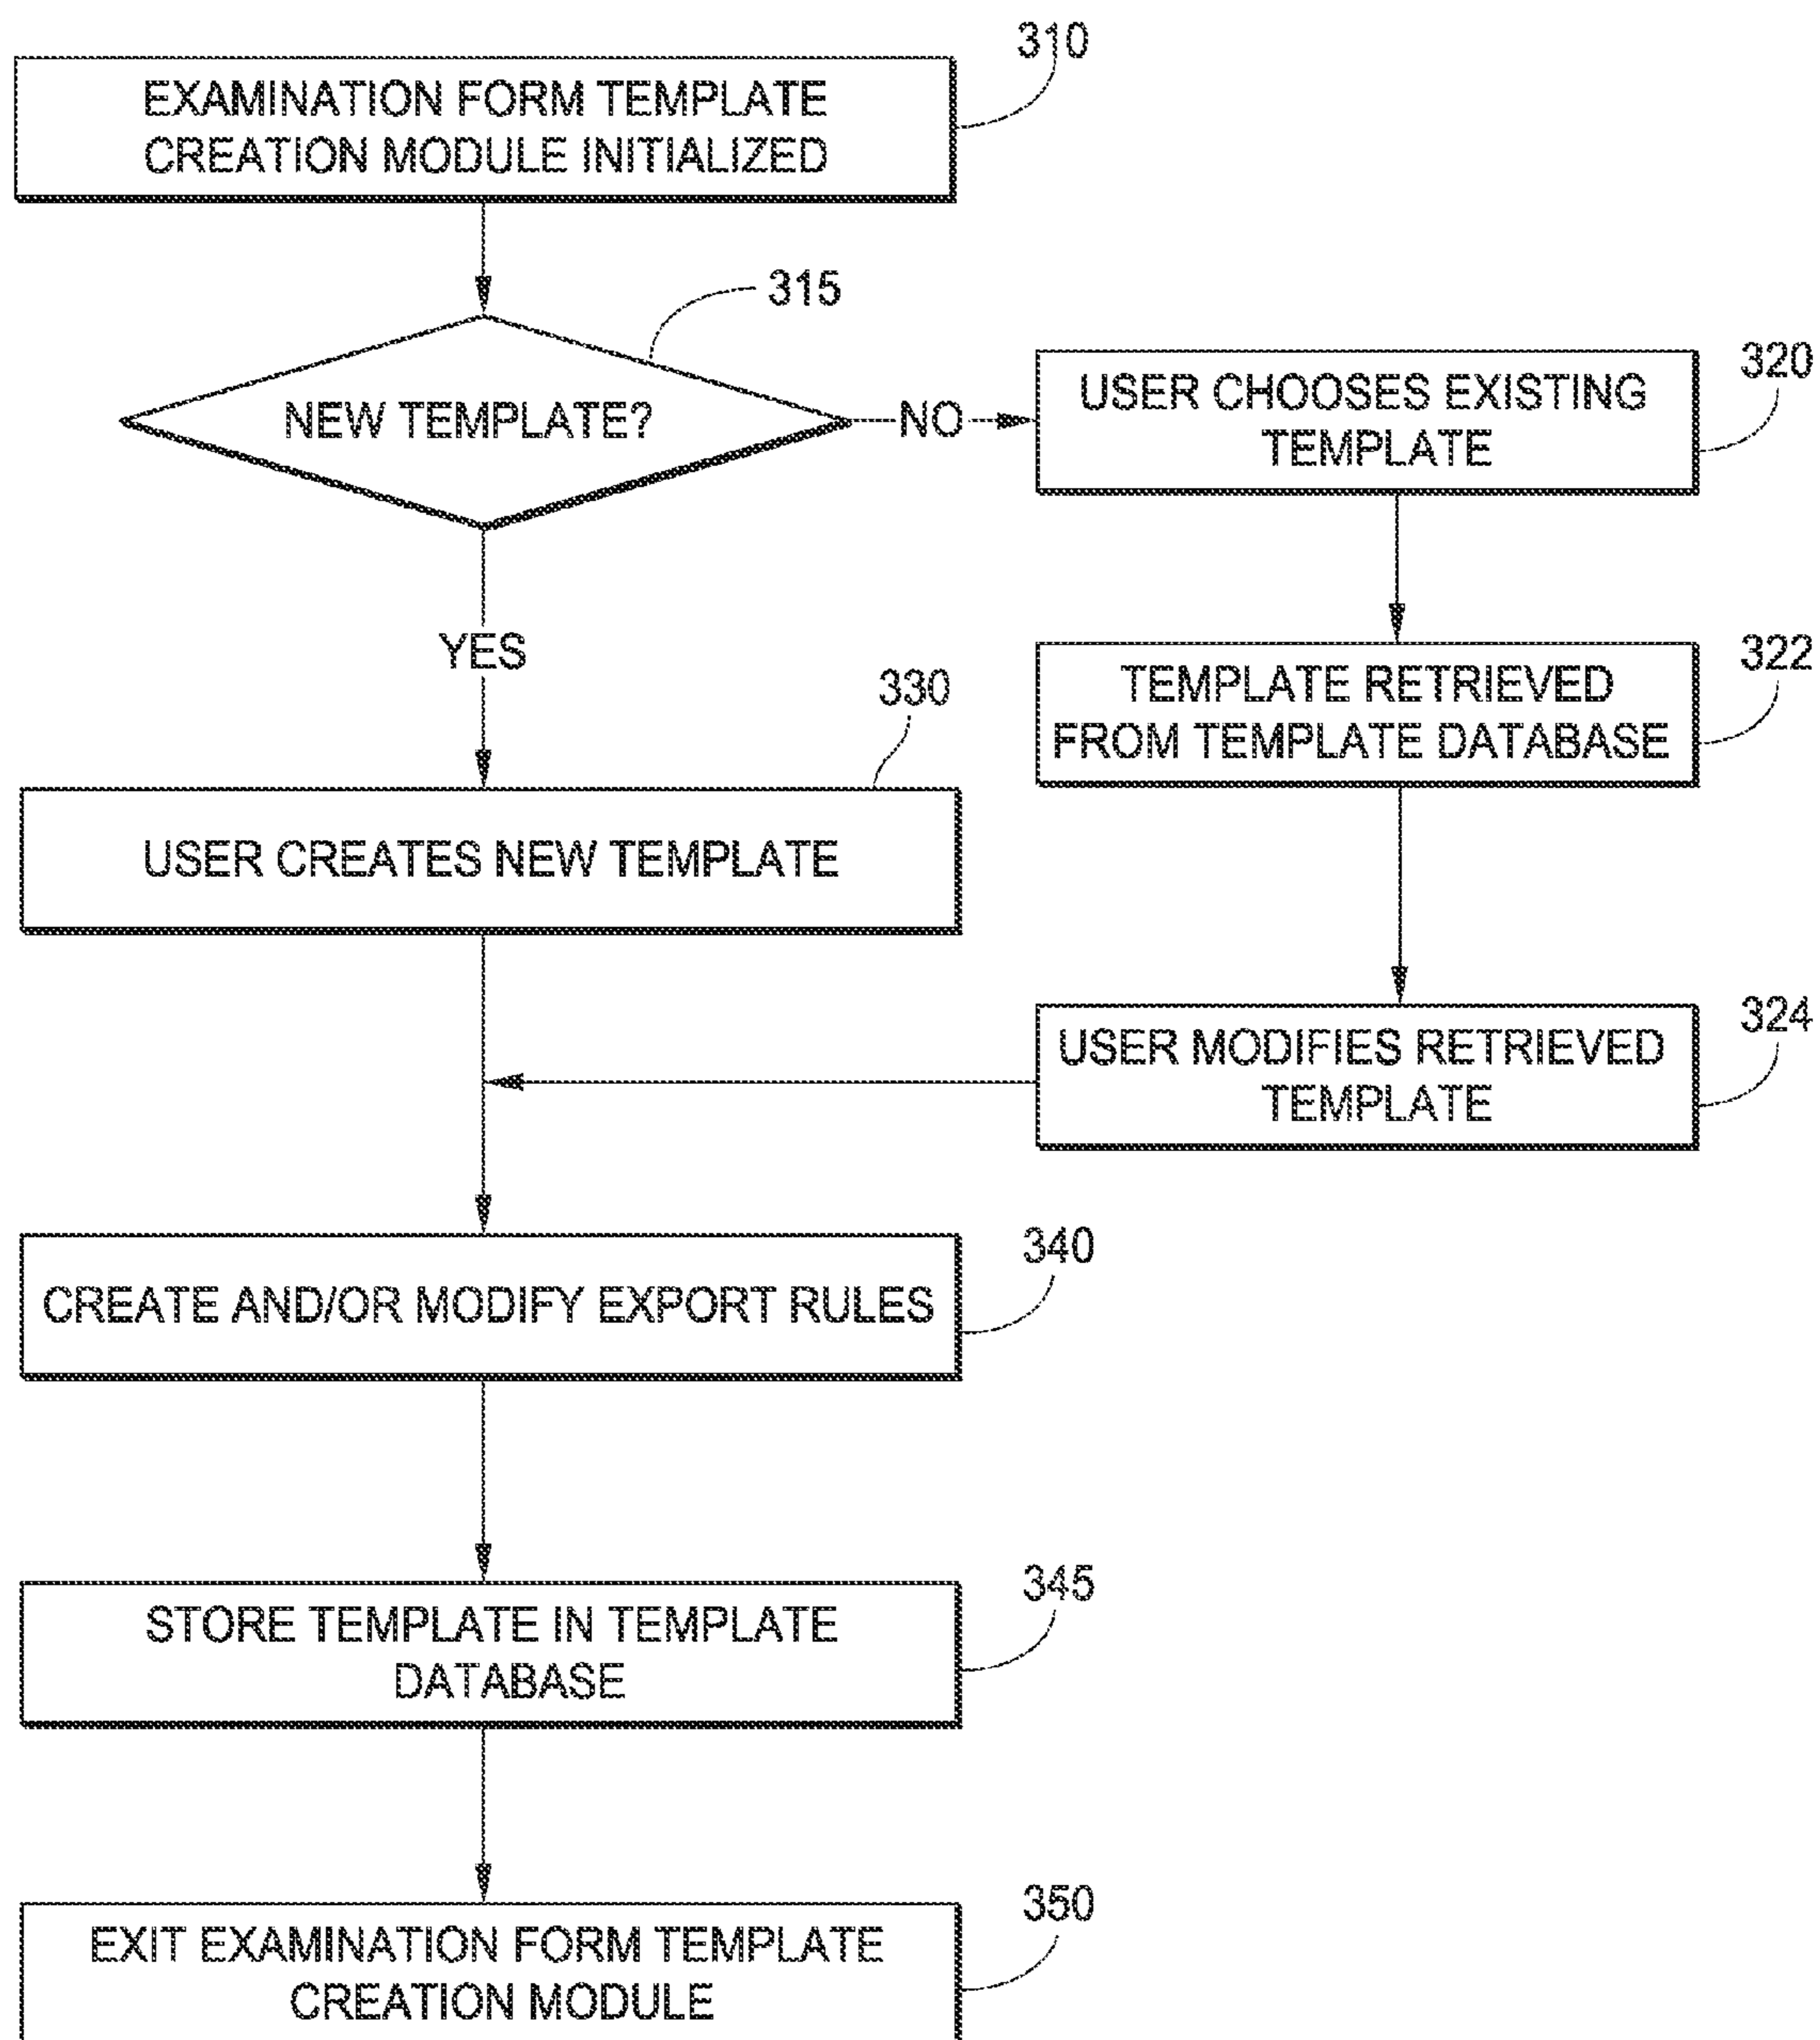 310
EXAMINATION FORM TEMPLATE
CREATION MODULE INITIALIZED
315
NEW TEMPLATE?
NO
320
USER CHOOSES EXISTING
TEMPLATE
YES
322
TEMPLATE RETRIEVED
FROM TEMPLATE DATABASE
330
USER CREATES NEW TEMPLATE
324
USER MODIFIES RETRIEVED
TEMPLATE
340
CREATE AND/OR MODIFY EXPORT RULES
345
STORE TEMPLATE IN TEMPLATE
DATABASE
350
EXIT EXAMINATION FORM TEMPLATE
CREATION MODULE